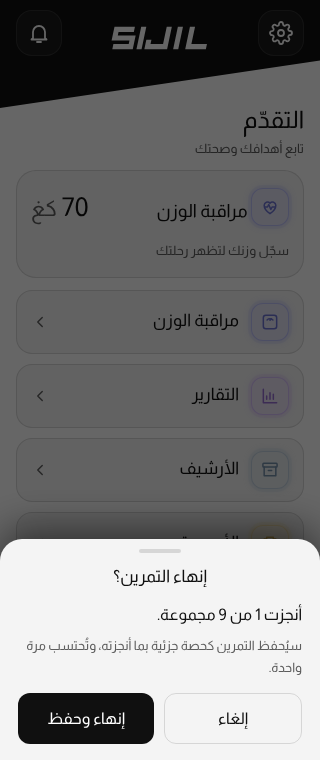 SIJIL
التقدّم
تابع أهدافك وصحتك
مراقبة الوزن
70 كغ
سجّل وزنك لتظهر رحلتك
مراقبة الوزن
التقارير
الأرشيف
إنهاء التمرين؟
أنجزت 1 من 9 مجموعة.
سيُحفظ التمرين كحصة جزئية بما أنجزته، وتُحتسب مرة
واحدة.
إلغاء
إنهاء وحفظ